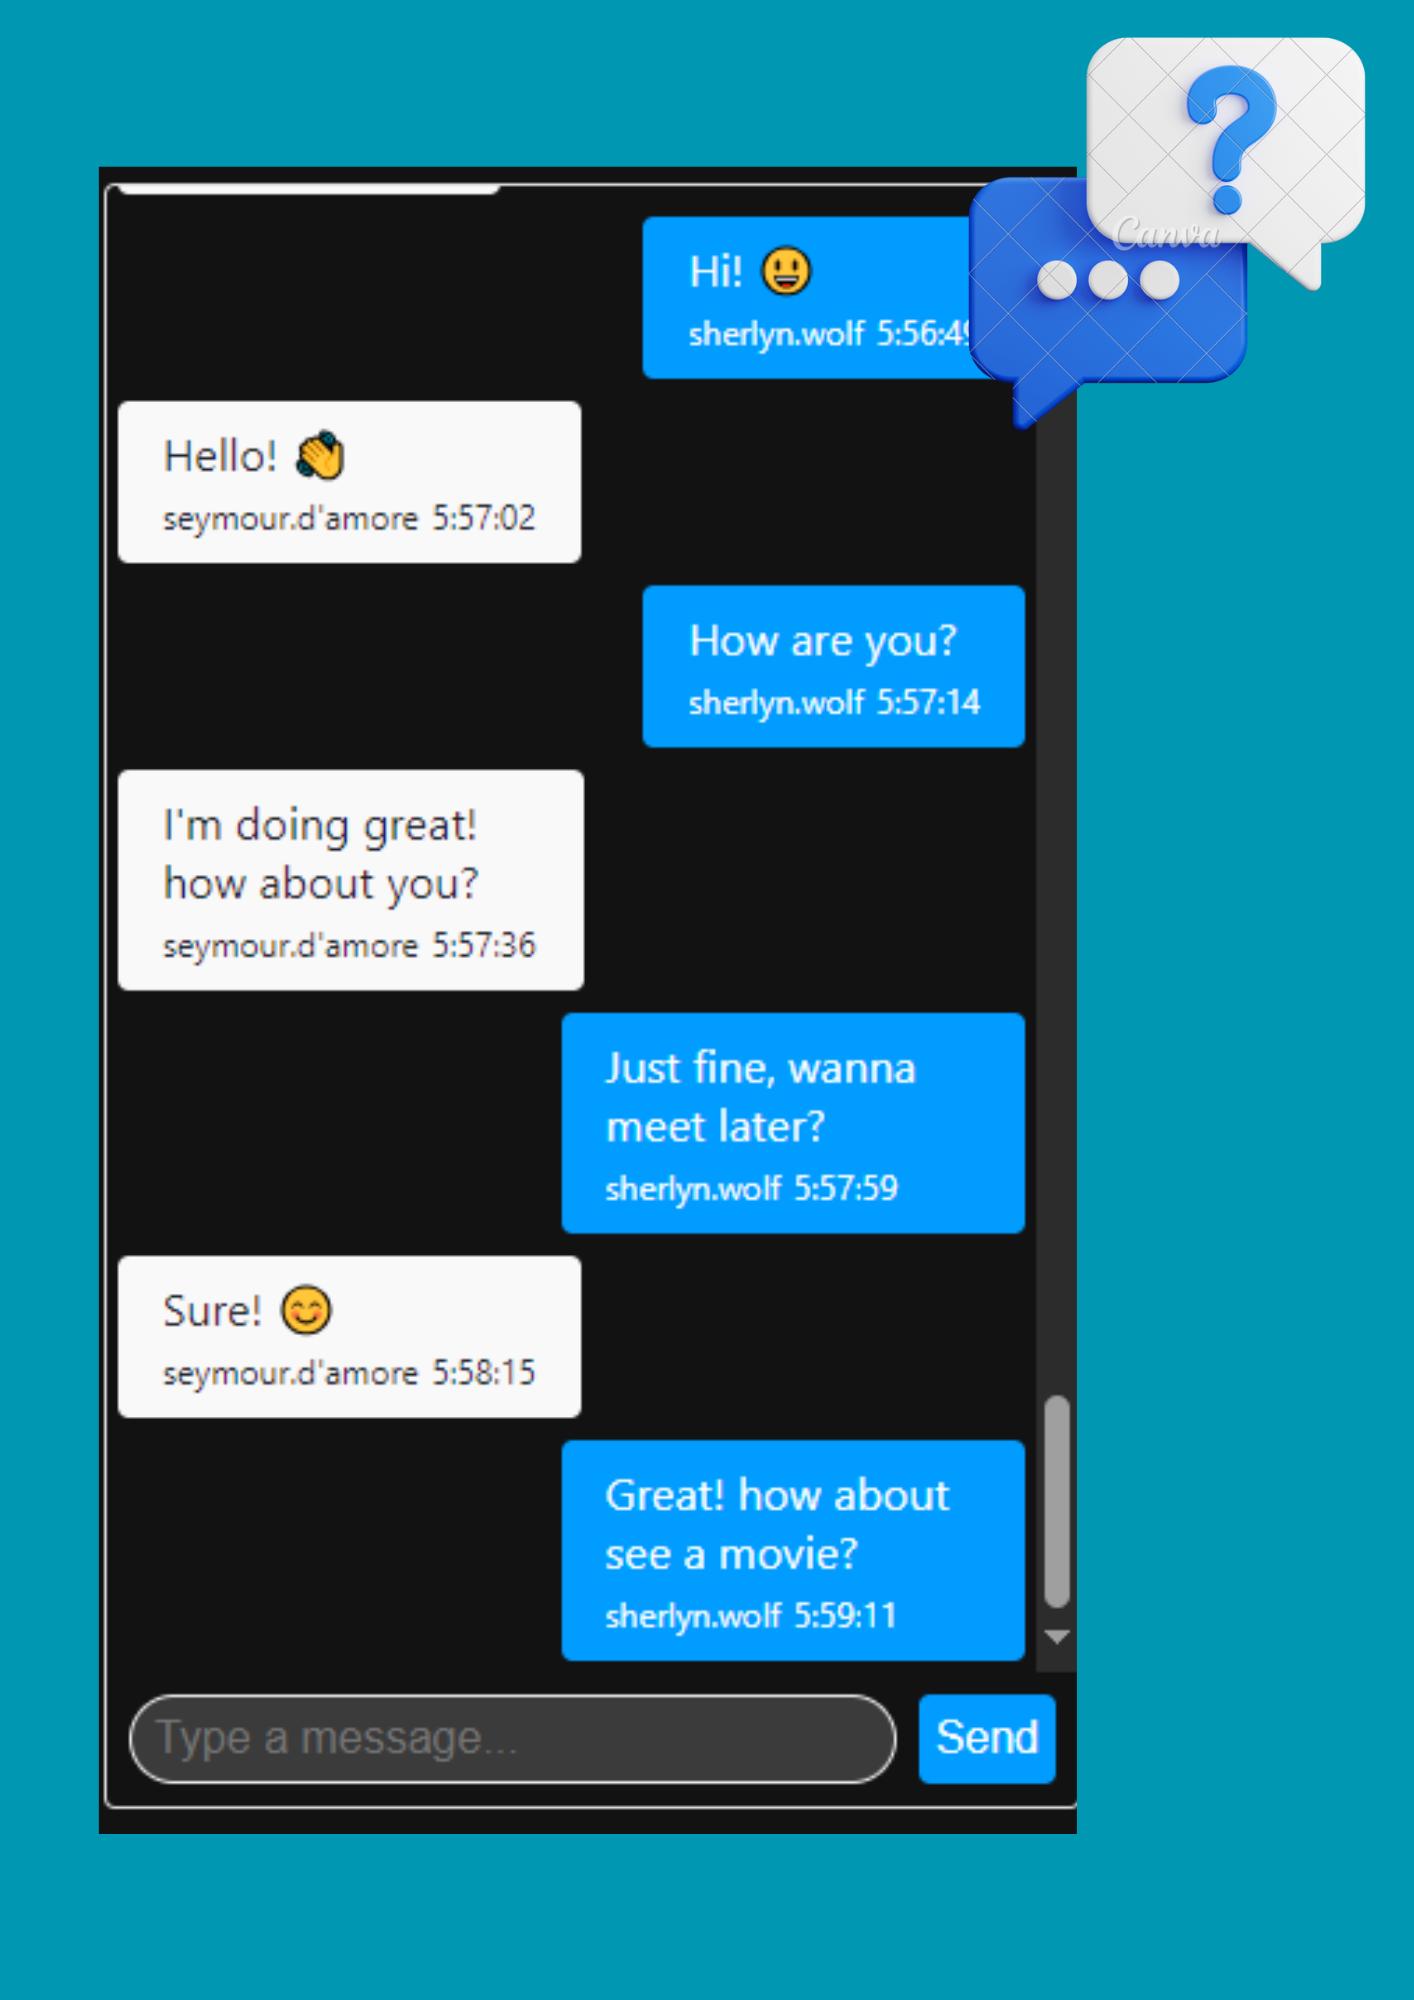 Hi! 😃
sherlyn.wolf 5:56:49
Canva
Hello! 👏
seymour.d'amore 5:57:02
How are you?
sherlyn.wolf 5:57:14
I'm doing great!
how about you?
seymour.d'amore 5:57:36
Just fine, wanna
meet later?
sherlyn.wolf 5:57:59
Sure! 😊
seymour.d'amore 5:58:15
Great! how about
see a movie?
sherlyn.wolf 5:59:11
Type a message...
Send